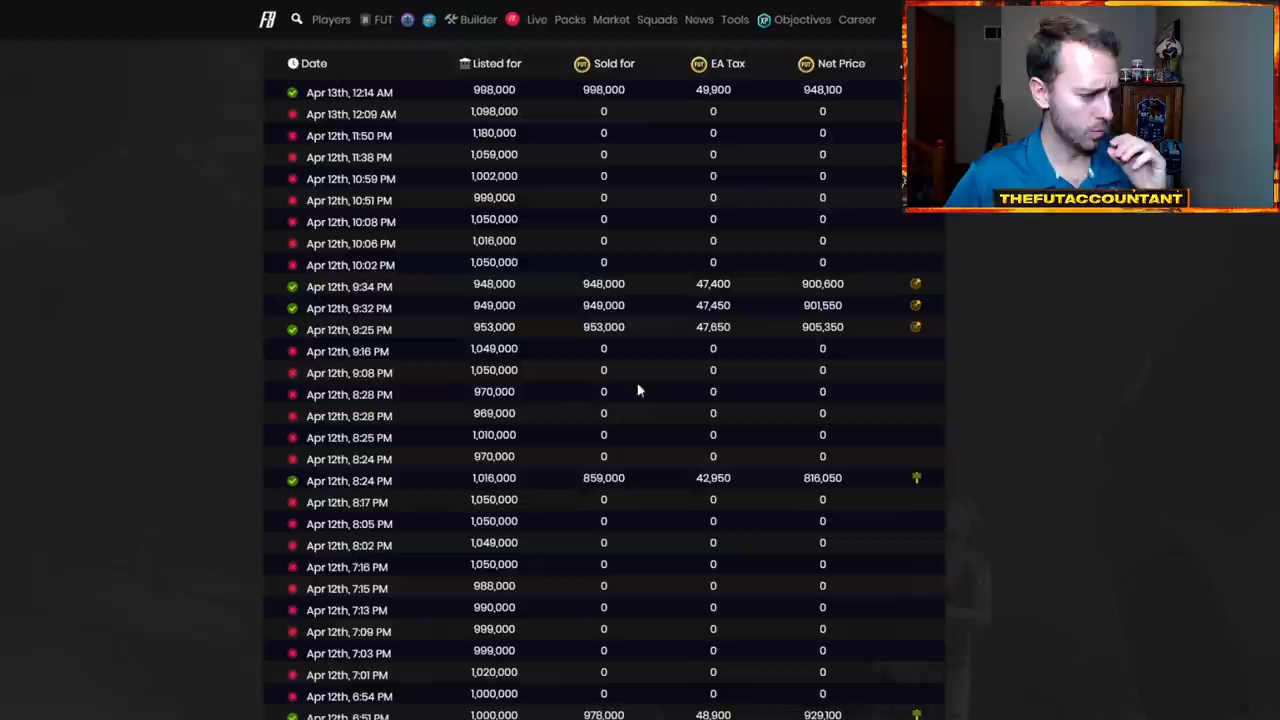 FB Players FUT Builder Live Packs Market Squads News Tools XP Objectives Career
Date Listed for FUT Sold for FUT EA Tax FUT Net Price
Apr 13th, 12:14 AM 998,000 998,000 49,900 948,100
Apr 13th, 12:09 AM 1,098,000 0 0 0
Apr 12th, 11:50 PM 1,180,000 0 0 0
Apr 12th, 11:38 PM 1,059,000 0 0 0
Apr 12th, 10:59 PM 1,002,000 0 0 0
Apr 12th, 10:51 PM 999,000 0 0 0
Apr 12th, 10:08 PM 1,050,000 0 0 0
Apr 12th, 10:06 PM 1,016,000 0 0 0
Apr 12th, 10:02 PM 1,050,000 0 0 0
Apr 12th, 9:34 PM 948,000 948,000 47,400 900,600
Apr 12th, 9:32 PM 949,000 949,000 47,450 901,550
Apr 12th, 9:25 PM 953,000 953,000 47,650 905,350
Apr 12th, 9:16 PM 1,049,000 0 0 0
Apr 12th, 9:08 PM 1,050,000 0 0 0
Apr 12th, 8:28 PM 970,000 0 0 0
Apr 12th, 8:28 PM 969,000 0 0 0
Apr 12th, 8:25 PM 1,010,000 0 0 0
Apr 12th, 8:24 PM 970,000 0 0 0
Apr 12th, 8:24 PM 1,016,000 859,000 42,950 816,050
Apr 12th, 8:17 PM 1,050,000 0 0 0
Apr 12th, 8:05 PM 1,050,000 0 0 0
Apr 12th, 8:02 PM 1,049,000 0 0 0
Apr 12th, 7:16 PM 1,050,000 0 0 0
Apr 12th, 7:15 PM 988,000 0 0 0
Apr 12th, 7:13 PM 990,000 0 0 0
Apr 12th, 7:09 PM 999,000 0 0 0
Apr 12th, 7:03 PM 999,000 0 0 0
Apr 12th, 7:01 PM 1,020,000 0 0 0
Apr 12th, 6:54 PM 1,000,000 0 0 0
Apr 12th, 6:51 PM 1,000,000 978,000 48,900 929,100
THEFUTACCOUNTANT